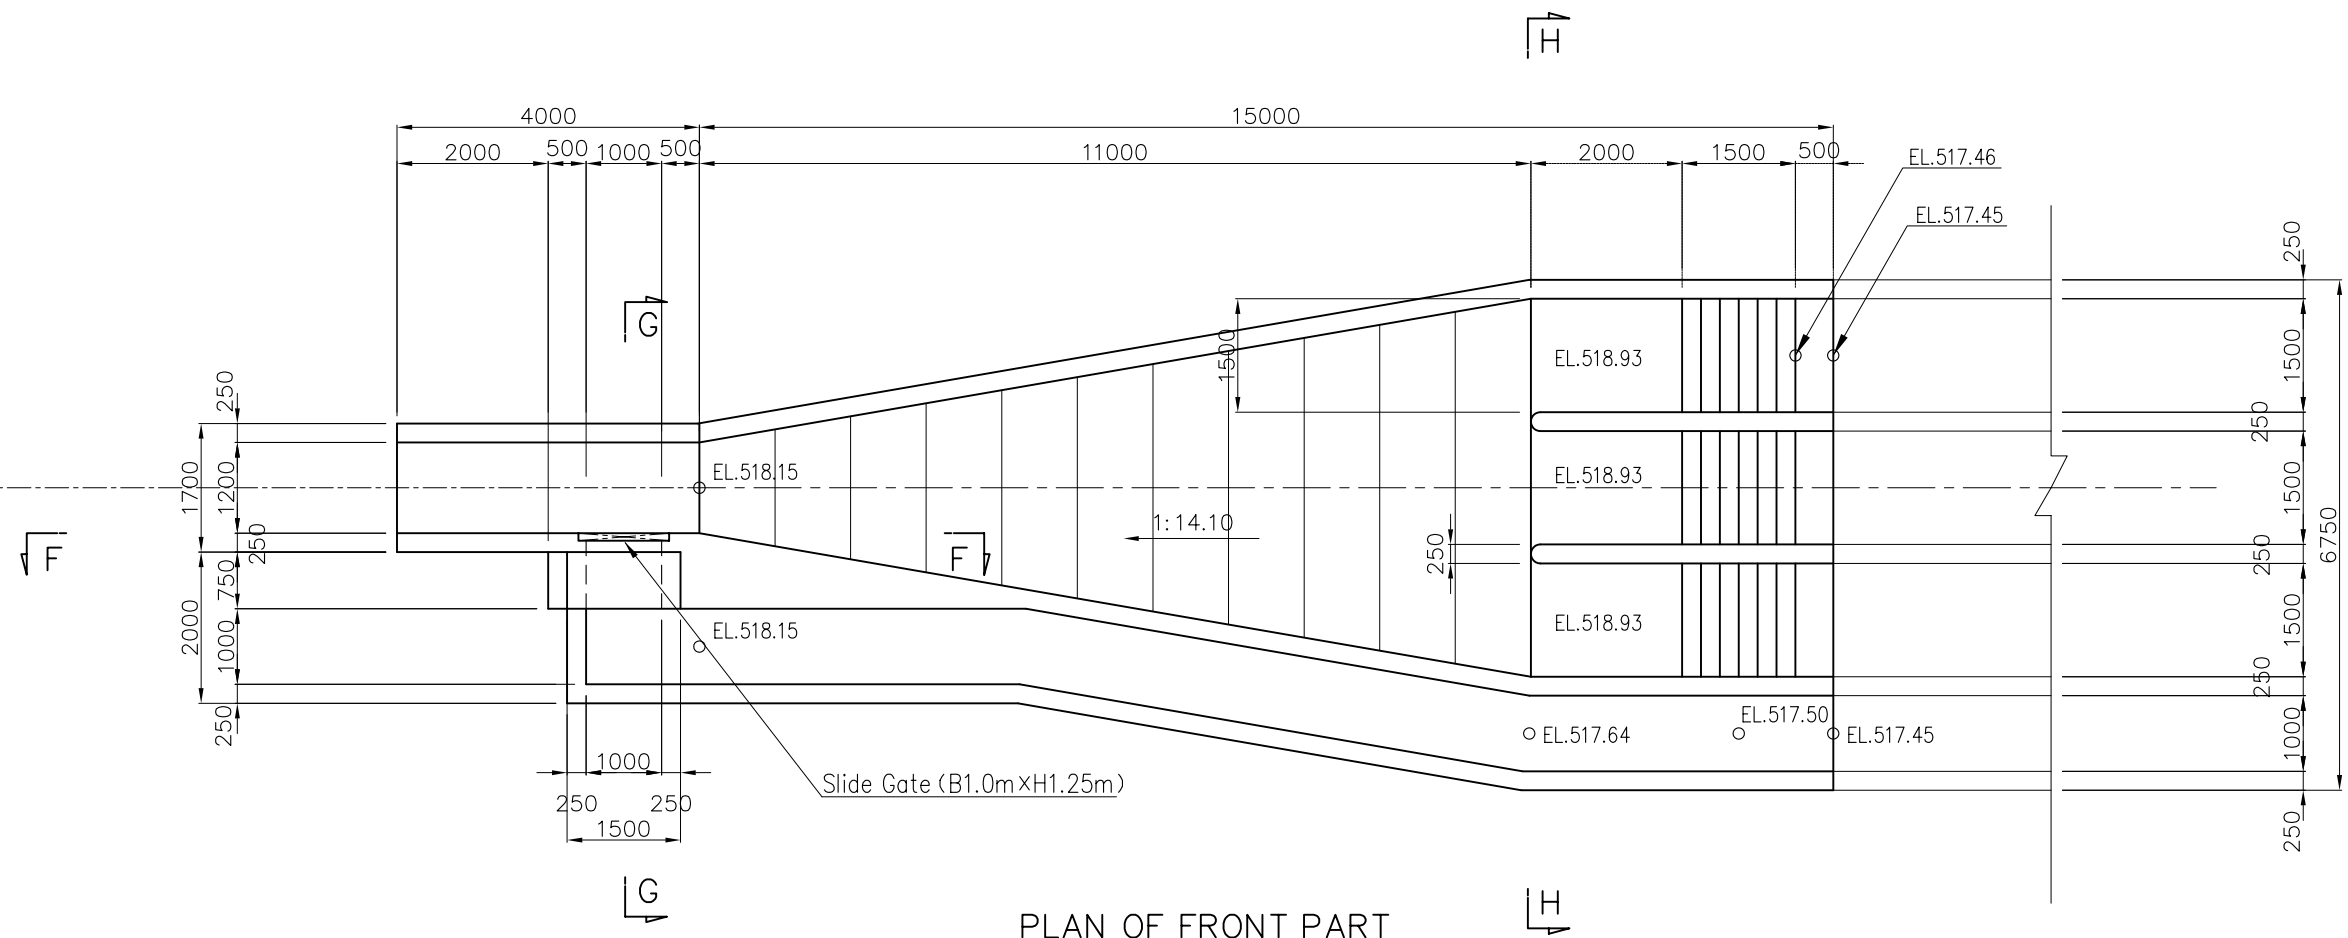 H
4000
15000
2000
500
1000
500
11000
2000
1500
500
EL.517.46
EL.517.45
250
G
1500
1500
EL.518.93
1500
250
250
1700
1200
EL.518.15
EL.518.93
1500
6750
F
250
F
1:14.10
250
250
750
2000
1000
EL.518.15
EL.518.93
1500
250
250
EL.517.64
EL.517.50
EL.517.45
1000
1000
Slide Gate (B1.0m×H1.25m)
250
250
1500
250
G
H
PLAN OF FRONT PART